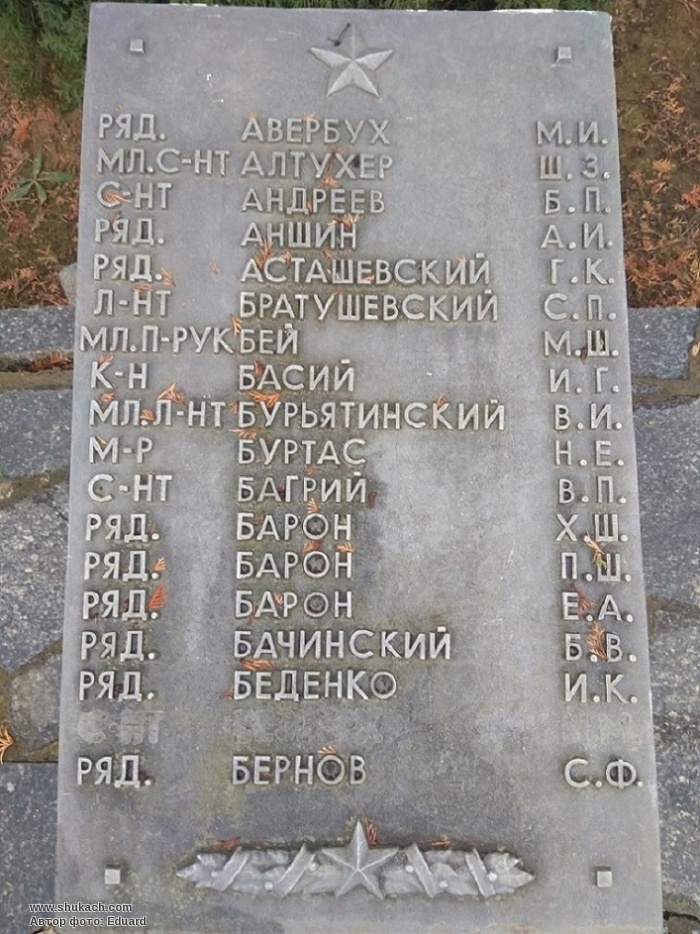 РЯД. АВЕРБУХ М.И.
МЛ.С-НТ АЛТУХЕР Ш.З.
С-НТ АНДРЕЕВ Б.П.
РЯД. АНШИН А.И.
РЯД. АСТАШЕВСКИЙ Г.К.
Л-НТ БРАТУШЕВСКИЙ С.П.
МЛ.П-РУК БЕЙ М.Ш.
К-Н БАСИЙ И.Г.
МЛ.Л-НТ БУРЬЯТИНСКИЙ В.И.
М-Р БУРТАС Н.Е.
С-НТ БАГРИЙ В.П.
РЯД. БАРОН Х.Ш.
РЯД. БАРОН П.Ш.
РЯД. БАРОН Е.А.
РЯД. БАЧИНСКИЙ Б.В.
РЯД. БЕДЕНКО И.К.
С-НТ
РЯД. БЕРНОВ С.Ф.
www.shukach.com
Автор фото: Eduard